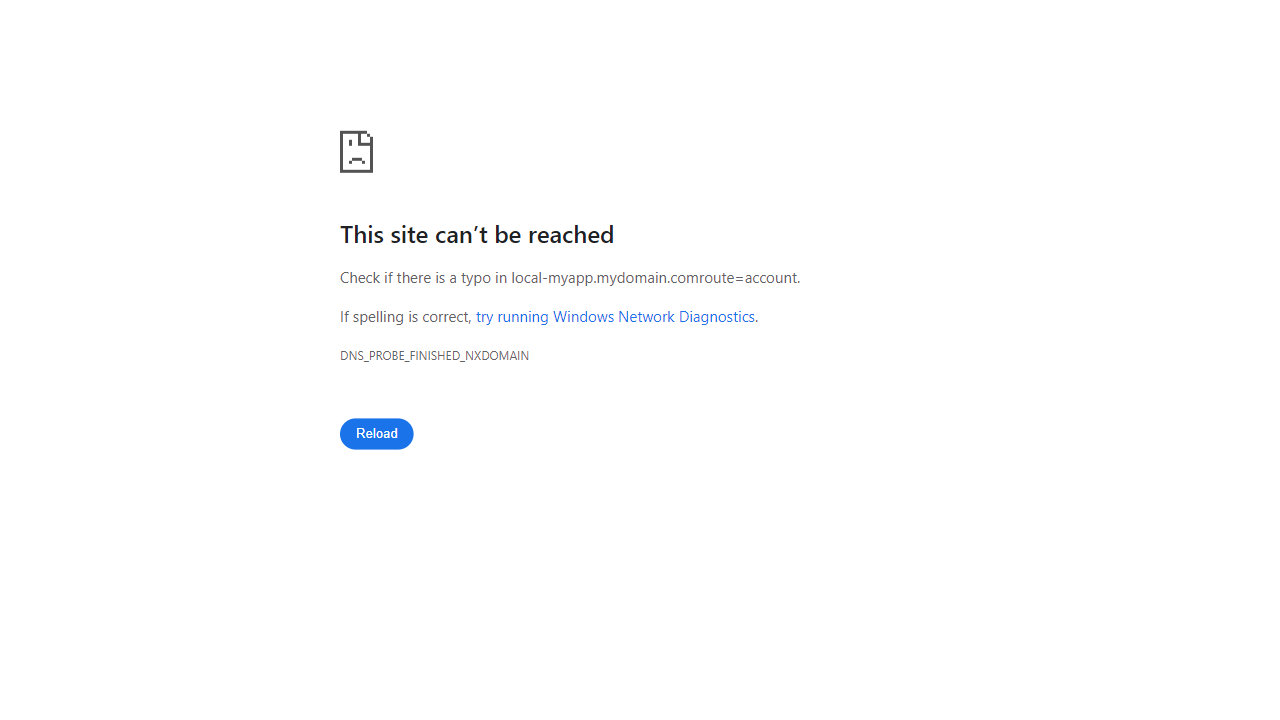 This site can’t be reached
Check if there is a typo in local-myapp.mydomain.comroute=account.
If spelling is correct, try running Windows Network Diagnostics.
DNS_PROBE_FINISHED_NXDOMAIN
Reload